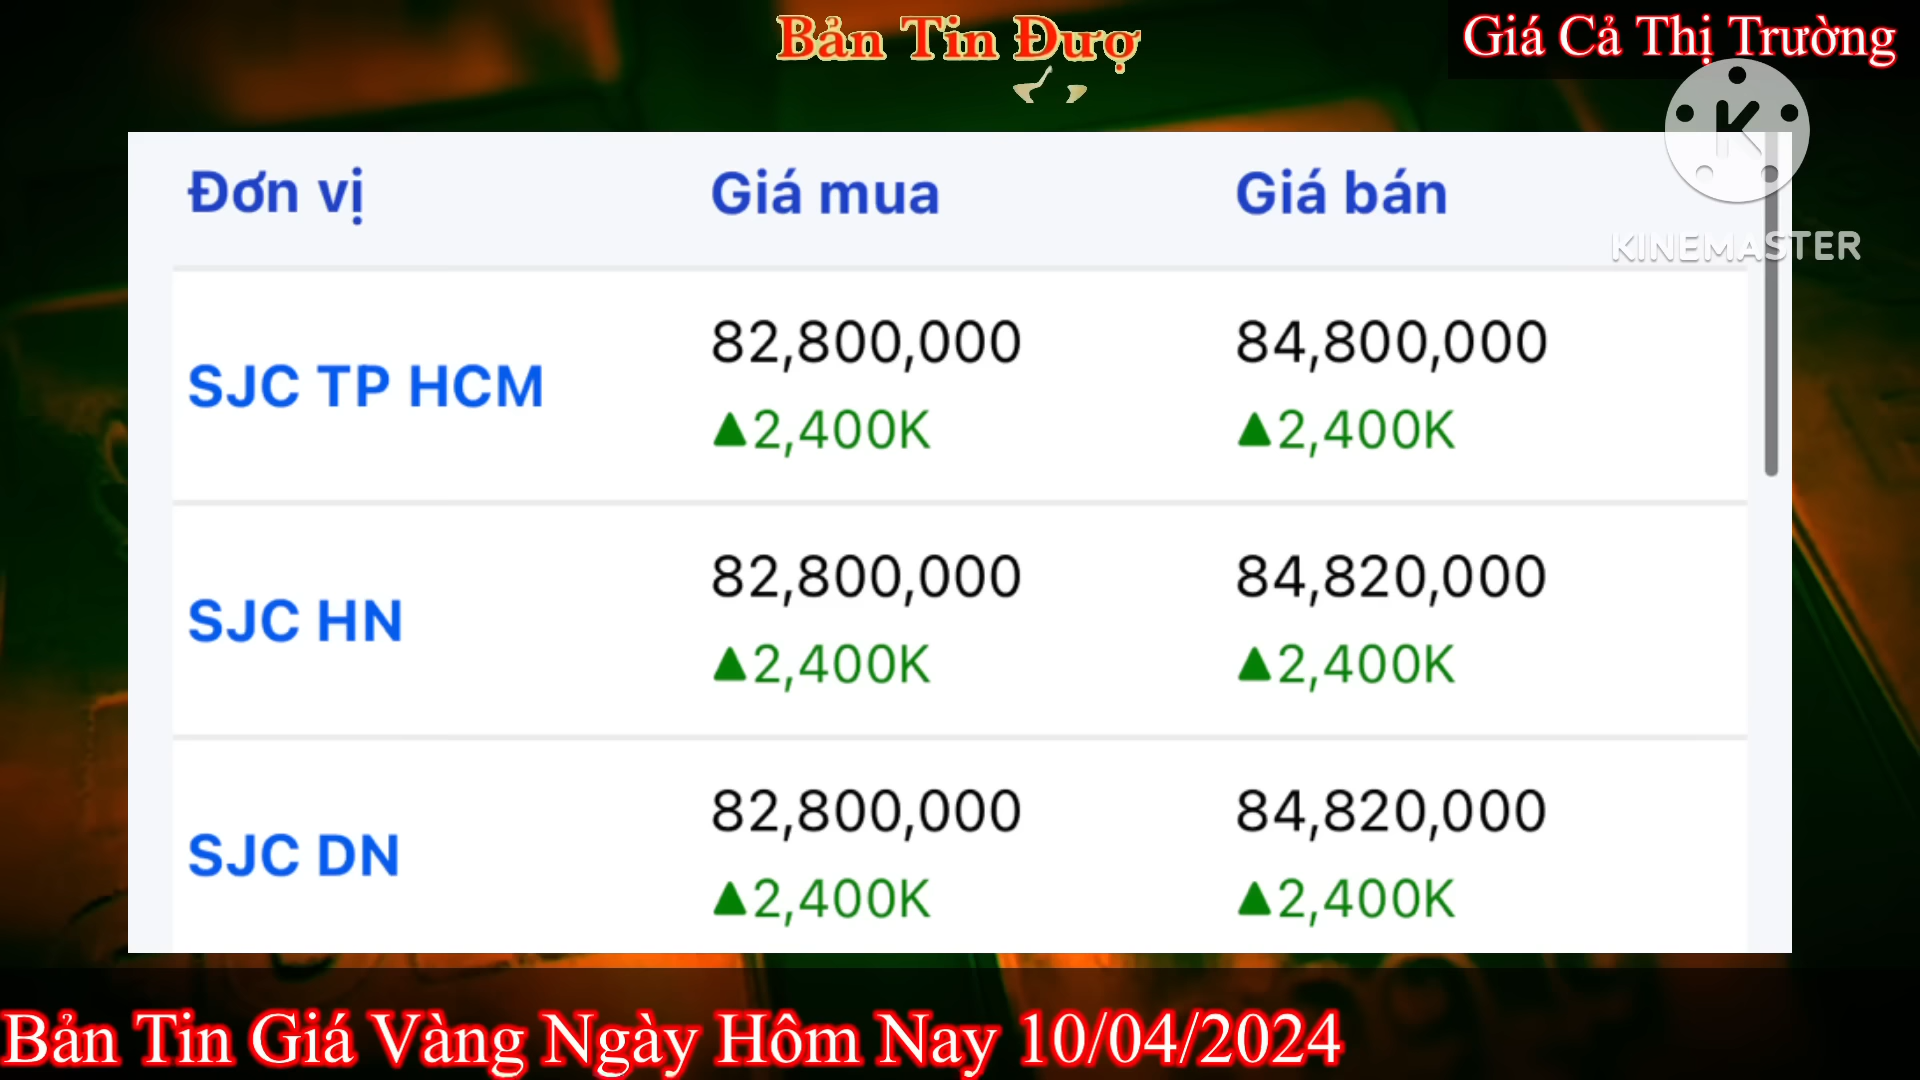 Bản Tin Đượ
Giá Cả Thị Trường
K
KINEMASTER
Đơn vị Giá mua Giá bán
82,800,000 84,800,000
SJC TP HCM
▲2,400K ▲2,400K
82,800,000 84,820,000
SJC HN
▲2,400K ▲2,400K
82,800,000 84,820,000
SJC DN
▲2,400K ▲2,400K
Bản Tin Giá Vàng Ngày Hôm Nay 10/04/2024